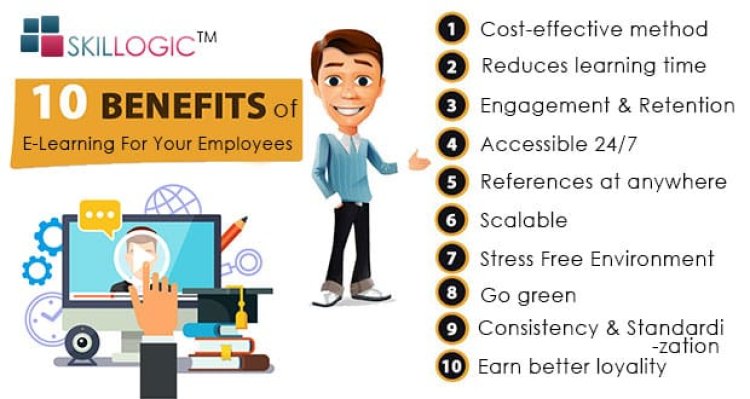 SKILLOGIC™
10 BENEFITS of
E-Learning For Your Employees
1 Cost-effective method
2 Reduces learning time
3 Engagement & Retention
4 Accessible 24/7
5 References at anywhere
6 Scalable
7 Stress Free Environment
8 Go green
9 Consistency & Standardi
-zation
10 Earn better loyality